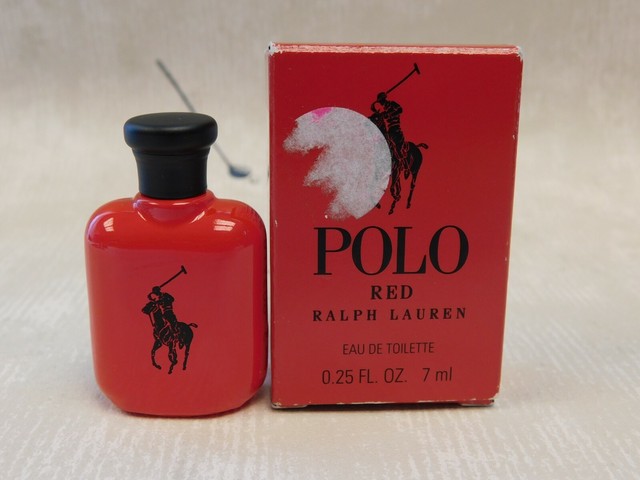 POLO
RED
RALPH LAUREN
EAU DE TOILETTE
0.25 FL. OZ. 7 ml